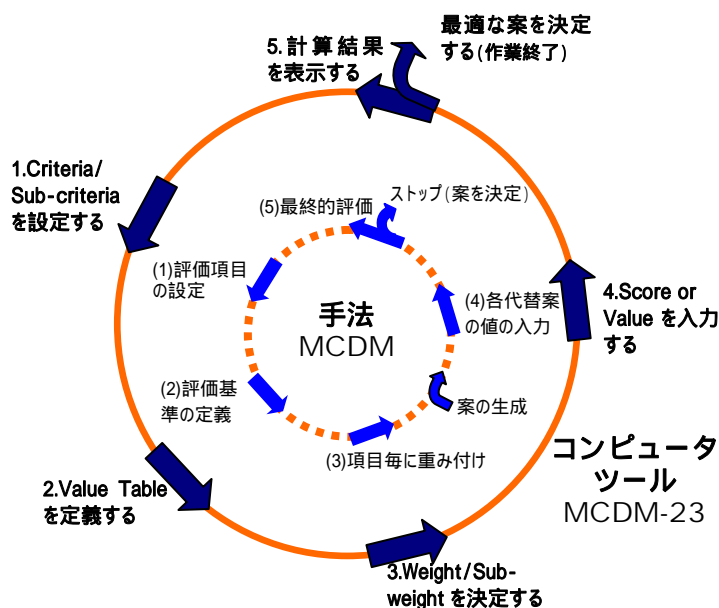 5.計算結果
を表示する
最適な案を決定
する(作業終了)
1.Criteria/
Sub-criteria
を設定する
(5)最終的評価
ストップ(案を決定)
(1)評価項目
の設定
手法
MCDM
(4)各代替案
の値の入力
4.Score or
Value を入力
する
(2)評価基
準の定義
案の生成
(3)項目毎に重み付け
コンピュータ
ツール
MCDM-23
2.Value Table
を定義する
3.Weight/Sub-
weight を決定する